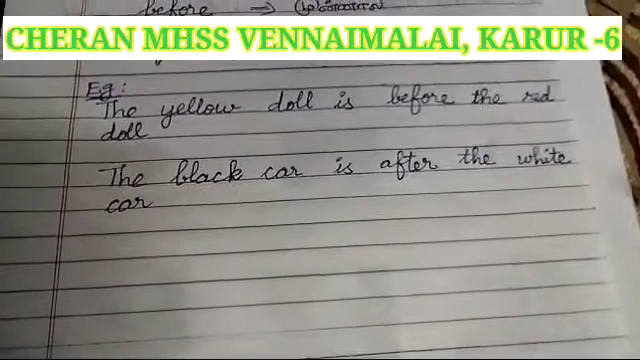 before ⇒
CHERAN MHSS VENNAIMALAI, KARUR -6
Eg:
The yellow doll is before the red
doll
The black car is after the white
car